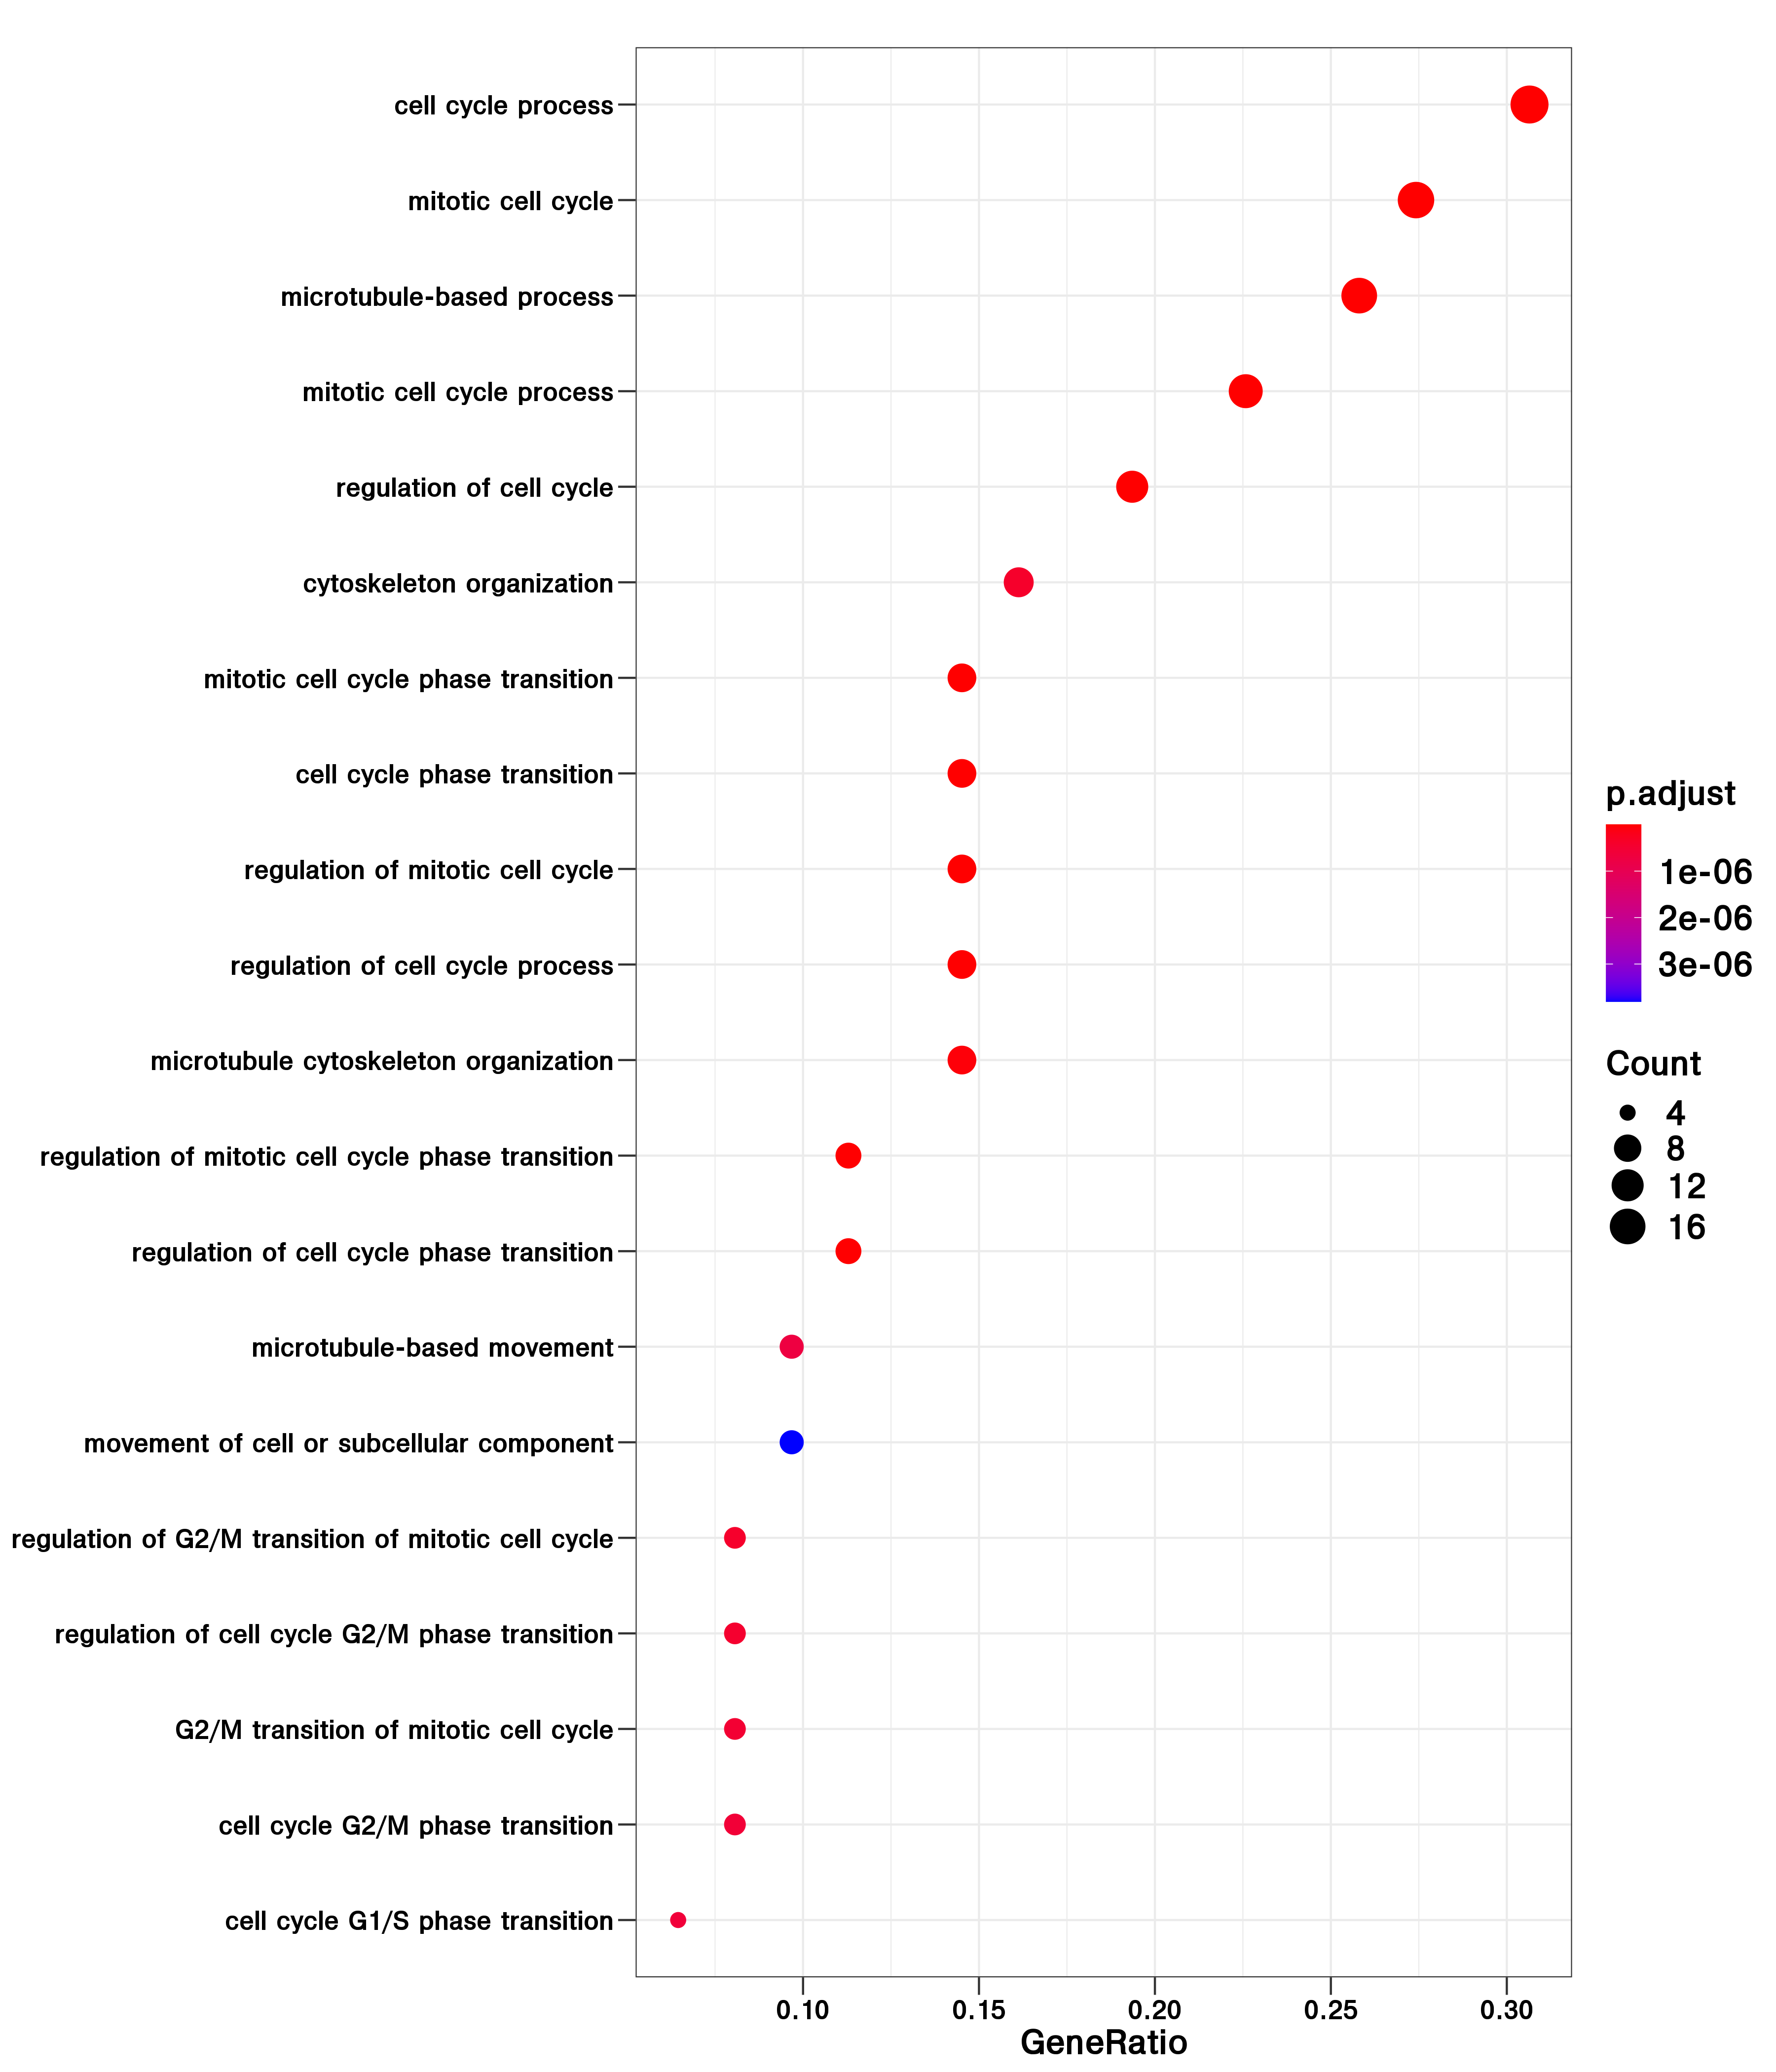 cell cycle process
mitotic cell cycle
microtubule-based process
mitotic cell cycle process
regulation of cell cycle
cytoskeleton organization
mitotic cell cycle phase transition
cell cycle phase transition
regulation of mitotic cell cycle
regulation of cell cycle process
microtubule cytoskeleton organization
regulation of mitotic cell cycle phase transition
regulation of cell cycle phase transition
microtubule-based movement
movement of cell or subcellular component
regulation of G2/M transition of mitotic cell cycle
regulation of cell cycle G2/M phase transition
G2/M transition of mitotic cell cycle
cell cycle G2/M phase transition
cell cycle G1/S phase transition
0.10 0.15 0.20 0.25 0.30
GeneRatio
p.adjust
1e-06
2e-06
3e-06
Count
4
8
12
16